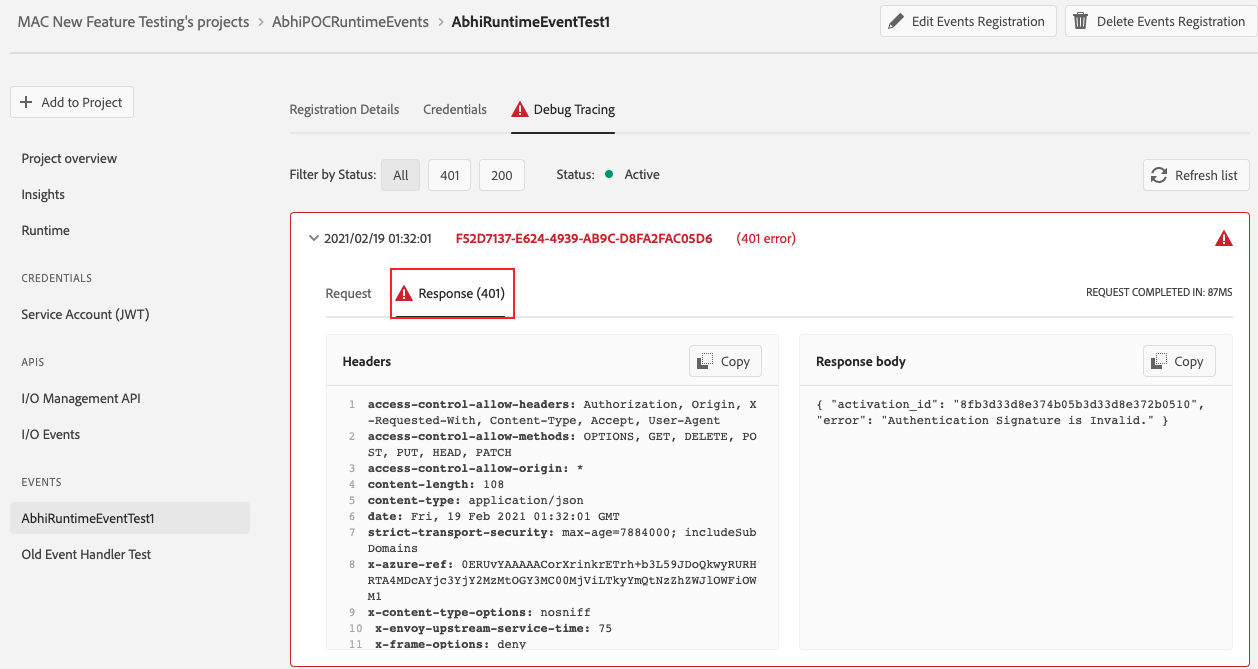 MAC New Feature Testing's projects > AbhiPOCRuntimeEvents > AbhiRuntimeEventTest1
Edit Events Registration
Delete Events Registration
+ Add to Project
Project overview
Insights
Runtime
CREDENTIALS
Service Account (JWT)
APIS
I/O Management API
I/O Events
EVENTS
AbhiRuntimeEventTest1
Old Event Handler Test
Registration Details
Credentials
Debug Tracing
Filter by Status: All 401 200
Status: Active
Refresh list
2021/02/19 01:32:01 F52D7137-E624-4939-AB9C-D8FA2FAC05D6 (401 error)
Request
Response (401)
REQUEST COMPLETED IN: 87MS
Headers
Copy
1 access-control-allow-headers: Authorization, Origin, X
-Requested-With, Content-Type, Accept, User-Agent
2 access-control-allow-methods: OPTIONS, GET, DELETE, PO
ST, PUT, HEAD, PATCH
3 access-control-allow-origin: *
4 content-length: 108
5 content-type: application/json
6 date: Fri, 19 Feb 2021 01:32:01 GMT
7 strict-transport-security: max-age=7884000; includeSub
Domains
8 x-azure-ref: 0ERUvYAAAAACorXrinkrETrh+b3L59JDoQkwyRURH
RTA4MDcAYjc3YjY2MzMtOGY3MC00MjViLTkyYmQtNzZhZWJlOWFiOW
M1
9 x-content-type-options: nosniff
10 x-envoy-upstream-service-time: 75
11 x-frame-options: deny
Response body
Copy
{ "activation_id": "8fb3d33d8e374b05b3d33d8e372b0510",
"error": "Authentication Signature is Invalid." }